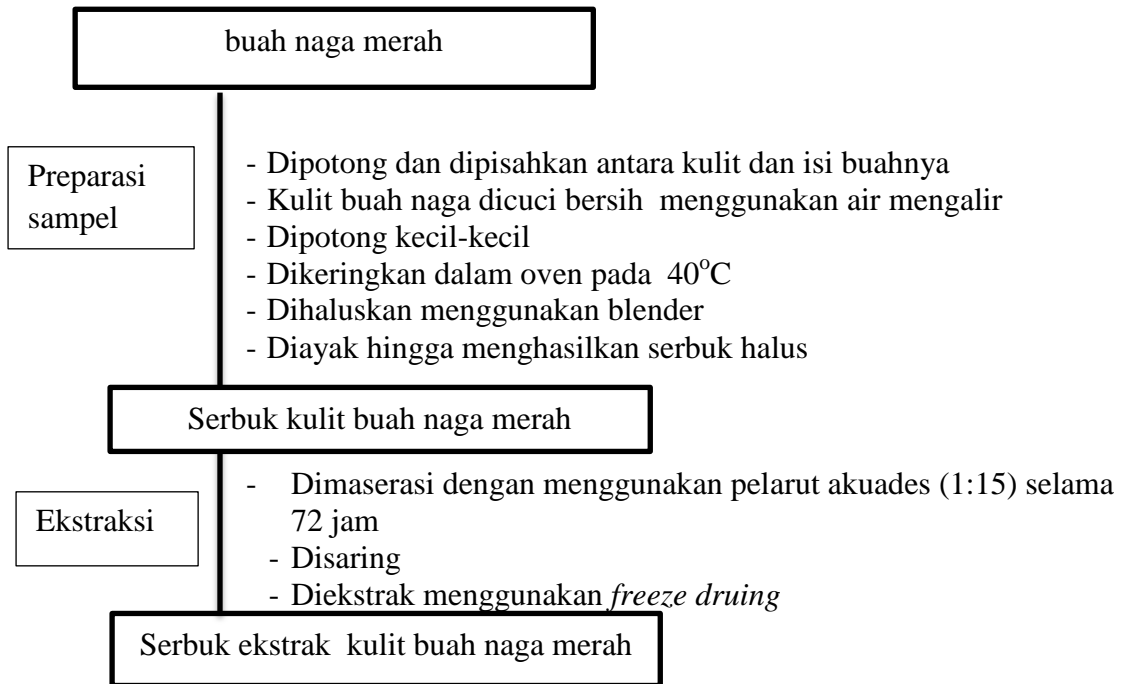 buah naga merah
Preparasi
sampel
- Dipotong dan dipisahkan antara kulit dan isi buahnya
- Kulit buah naga dicuci bersih  menggunakan air mengalir
- Dipotong kecil-kecil
- Dikeringkan dalam oven pada  40°C
- Dihaluskan menggunakan blender
- Diayak hingga menghasilkan serbuk halus
Serbuk kulit buah naga merah
Ekstraksi
- Dimaserasi dengan menggunakan pelarut akuades (1:15) selama
72 jam
- Disaring
- Diekstrak menggunakan freeze druing
Serbuk ekstrak  kulit buah naga merah